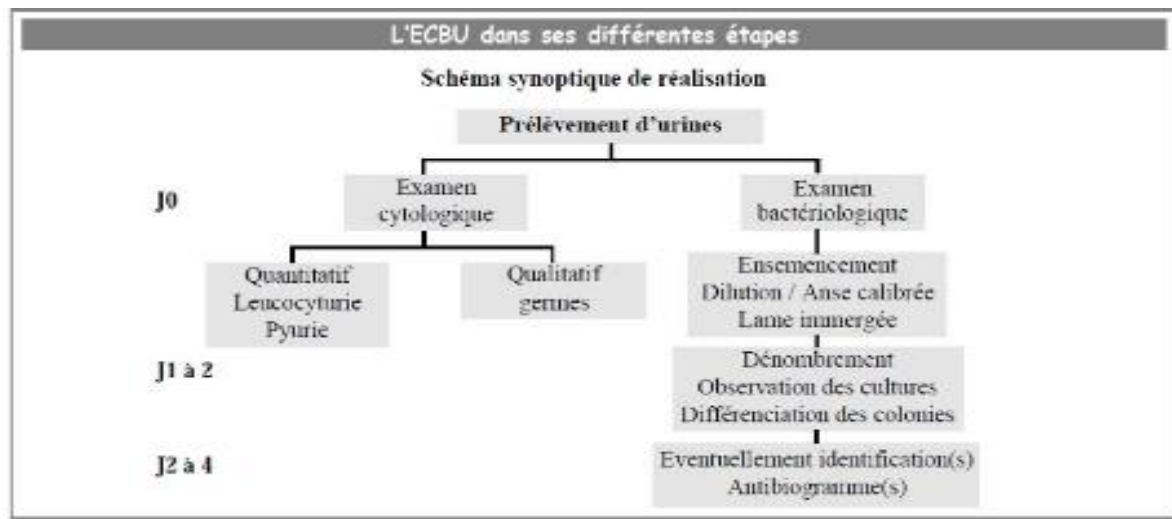 L'ECBU dans ses différentes étapes
Schéma synoptique de réalisation
Prélèvement d'urines
J0
Examen
cytologique
Examen
bactériologique
Quantitatif
Leucocyturie
Pyurie
Qualitatif
germes
Ensemencement
Dilution / Anse calibrée
Lame immergée
J1 à 2
Dénombrement
Observation des cultures
Différenciation des colonies
J2 à 4
Eventuellement identification(s)
Antibiogramme(s)